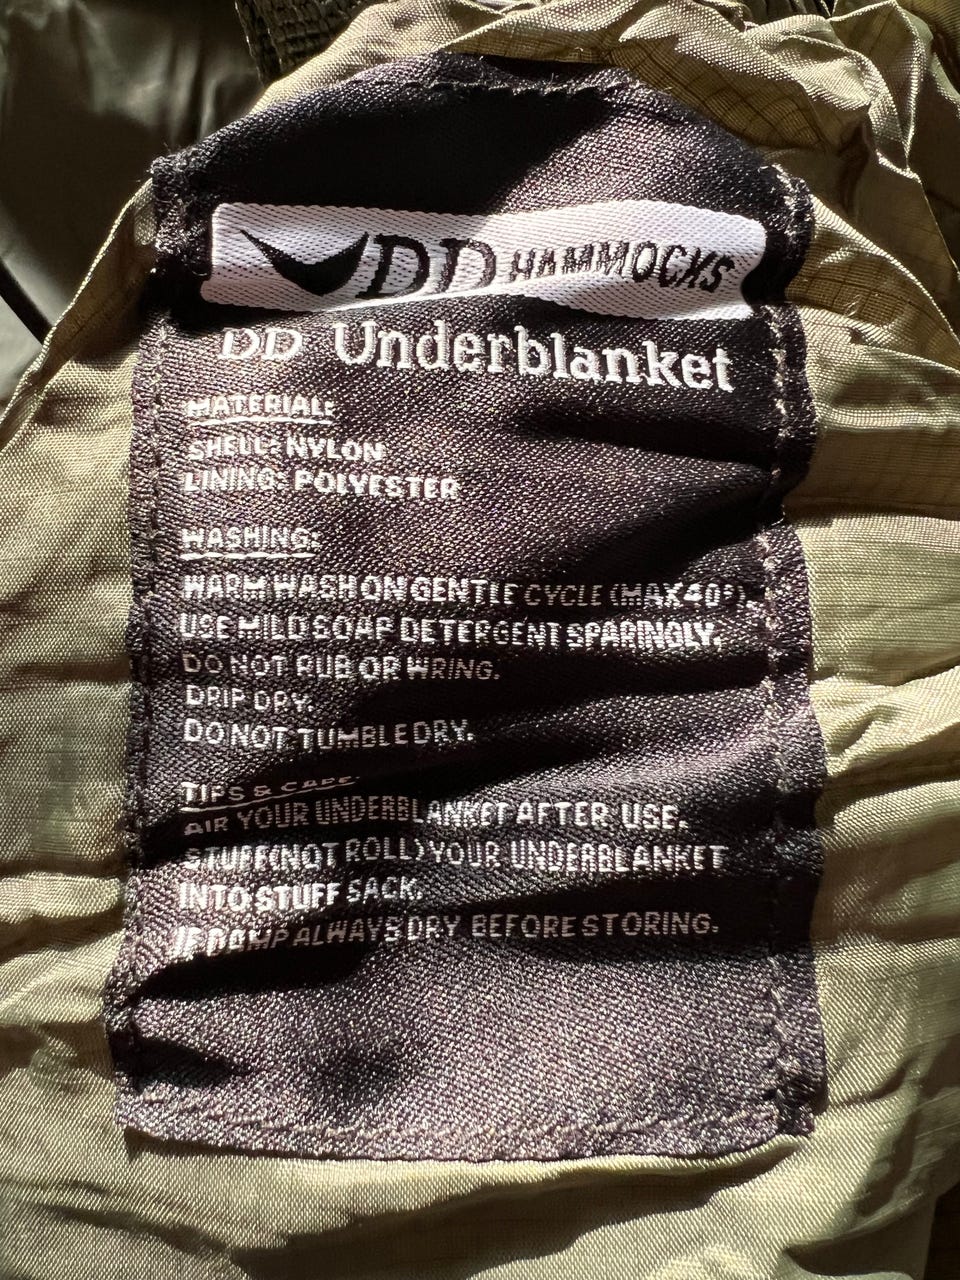 DD HAMMOCKS
DD Underblanket
MATERIAL:
SHELL: NYLON
LINING: POLYESTER
WASHING:
WARM WASH ON GENTLE CYCLE (MAX 40°).
USE MILD SOAP DETERGENT SPARINGLY.
DO NOT RUB OR WRING.
DRIP DRY.
DO NOT TUMBLE DRY.
TIPS & CARE
AIR YOUR UNDERBLANKET AFTER USE.
STUFF(NOT ROLL) YOUR UNDERBLANKET
INTO STUFF SACK.
IF DAMP ALWAYS DRY BEFORE STORING.